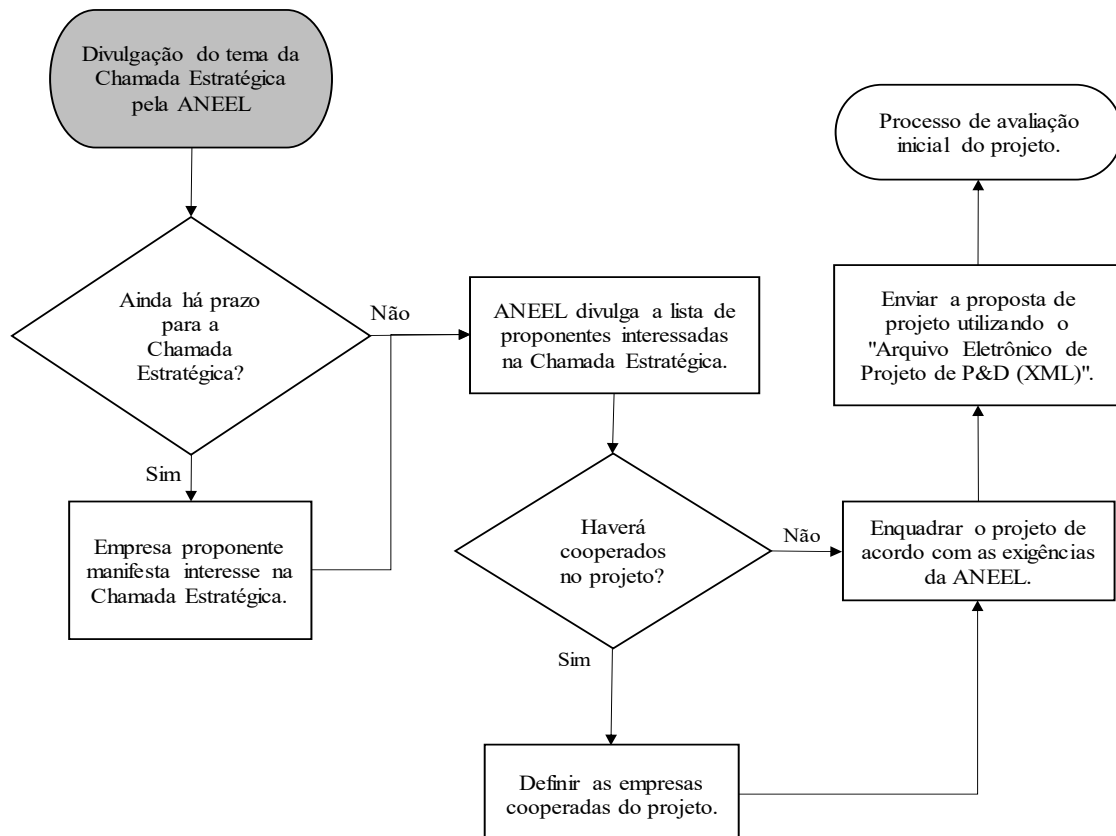 Divulgação do tema da
Chamada Estratégica
pela ANEEL
Ainda há prazo
para a
Chamada
Estratégica?
Não
Sim
Empresa proponente
manifesta interesse na
Chamada Estratégica.
ANEEL divulga a lista de
proponentes interessadas
na Chamada Estratégica.
Haverá
cooperados
no projeto?
Não
Sim
Definir as empresas
cooperadas do projeto.
Enquadrar o projeto de
acordo com as exigências
da ANEEL.
Enviar a proposta de
projeto utilizando o
"Arquivo Eletrônico de
Projeto de P&D (XML)".
Processo de avaliação
inicial do projeto.